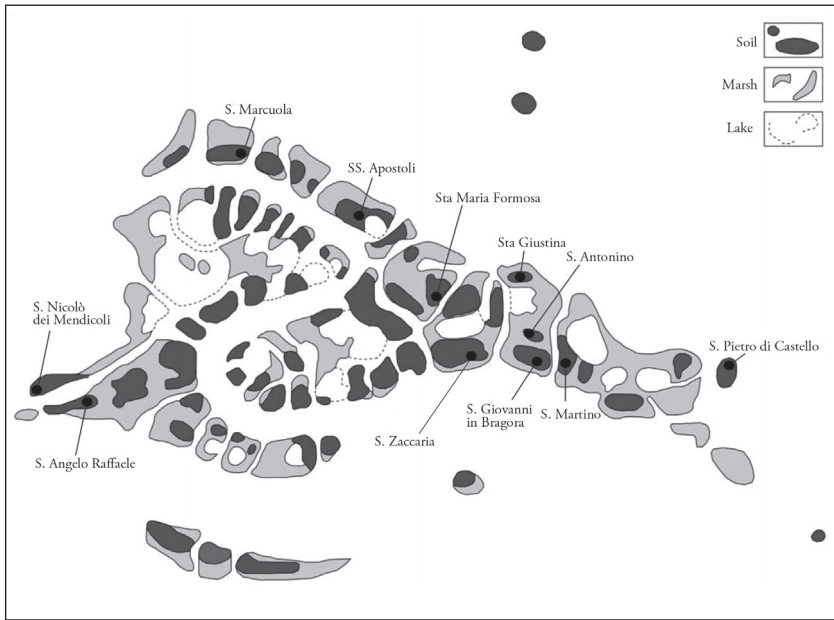 Soil
Marsh
Lake
S. Marcuola
SS. Apostoli
Sta Maria Formosa
Sta Giustina
S. Antonino
S. Nicolò
dei Mendicoli
S. Pietro di Castello
S. Giovanni
in Bragora
S. Martino
S. Zaccaria
S. Angelo Raffaele